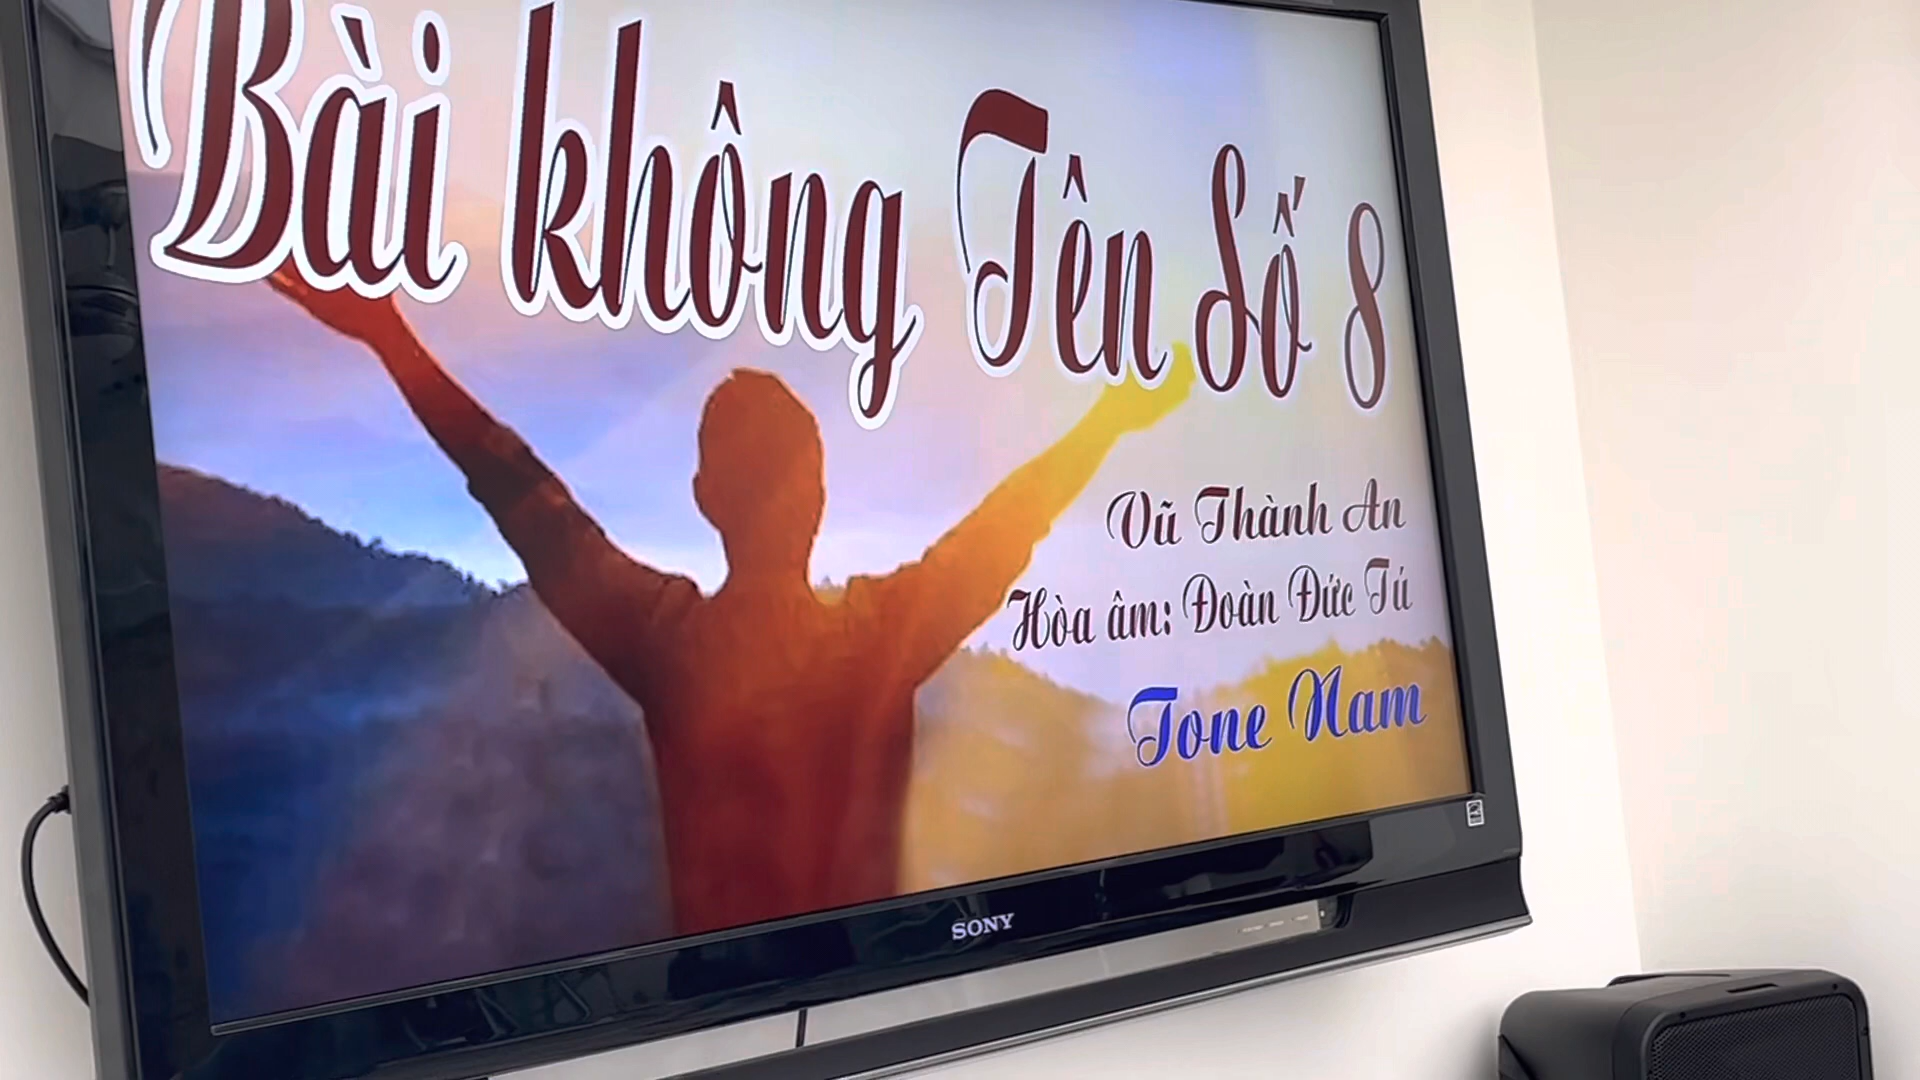 Bài không Tên Số 8
Vũ Thành An
Hòa âm: Đoàn Đức Tú
Tone Nam
SONY